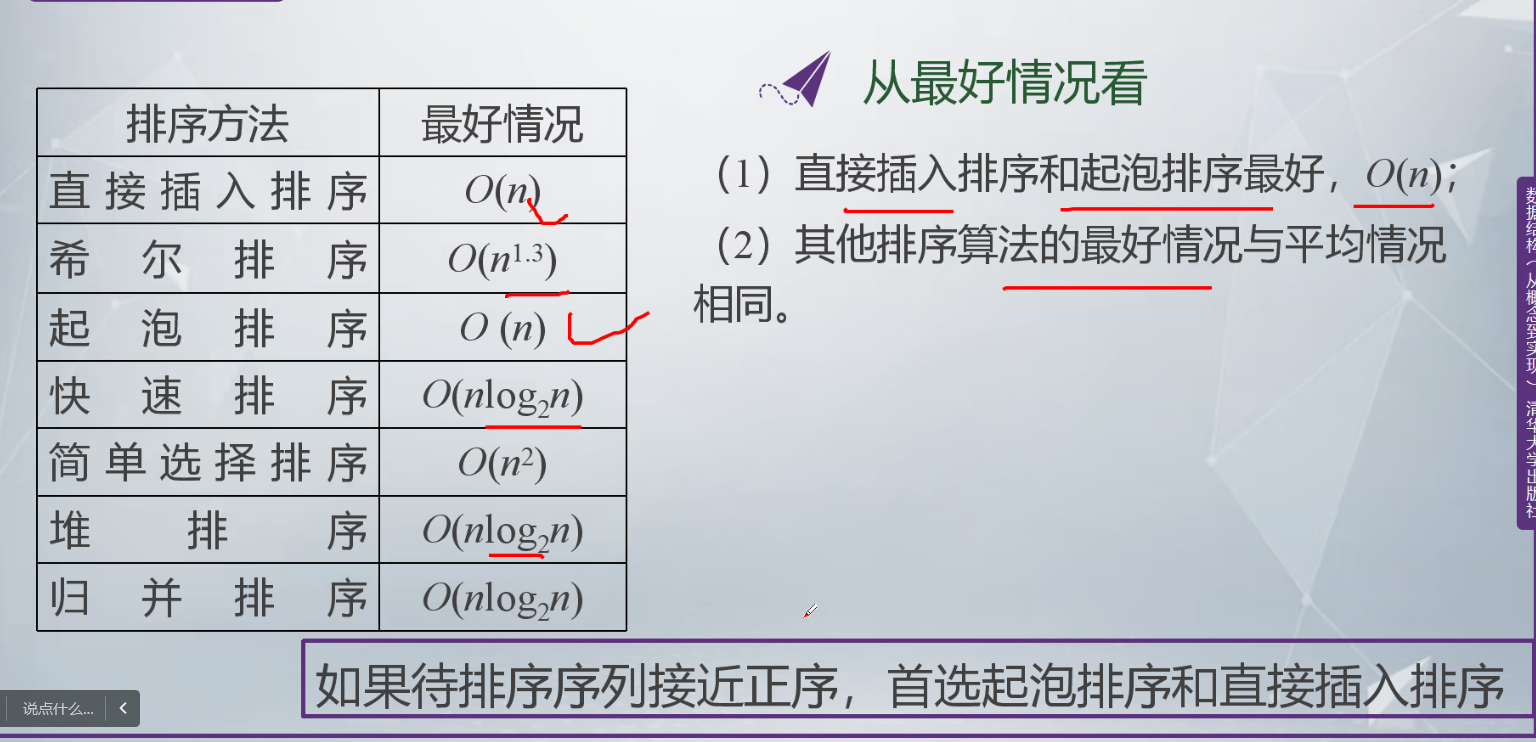 从最好情况看
排序方法 最好情况
直接插入排序 O(n)
希尔排序 O(n1.3)
起泡排序 O (n)
快速排序 O(nlog2n)
简单选择排序 O(n2)
堆排序 O(nlog2n)
归并排序 O(nlog2n)
（1）直接插入排序和起泡排序最好，O(n)；
（2）其他排序算法的最好情况与平均情况
相同。
如果待排序序列接近正序，首选起泡排序和直接插入排序
数据结构（从概念到实现）清华大学出版社
说点什么...